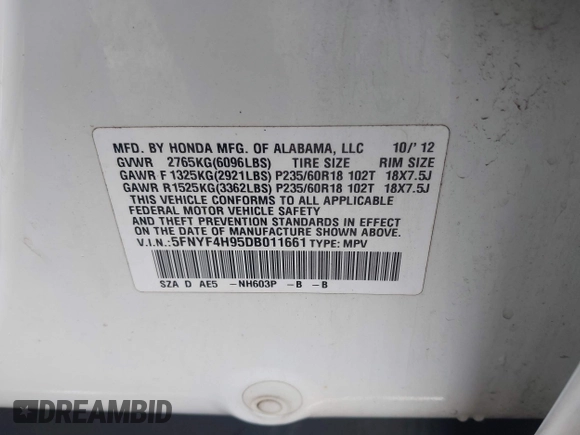 MFD. BY HONDA MFG. OF ALABAMA, LLC 10/' 12
GVWR 2765KG(6096LBS) TIRE SIZE RIM SIZE
GAWR F 1325KG(2921LBS) P235/60R18 102T 18X7.5J
GAWR R 1525KG(3362LBS) P235/60R18 102T 18X7.5J
THIS VEHICLE CONFORMS TO ALL APPLICABLE
FEDERAL MOTOR VEHICLE SAFETY
AND THEFT PREVENTION STANDARDS IN EFFECT
ON THE DATE OF MANUFACTURE SHOWN ABOVE.
V.I.N.: 5FNYF4H95DB011661 TYPE: MPV
SZA D AE5 -NH603P -B -B
DREAMBID